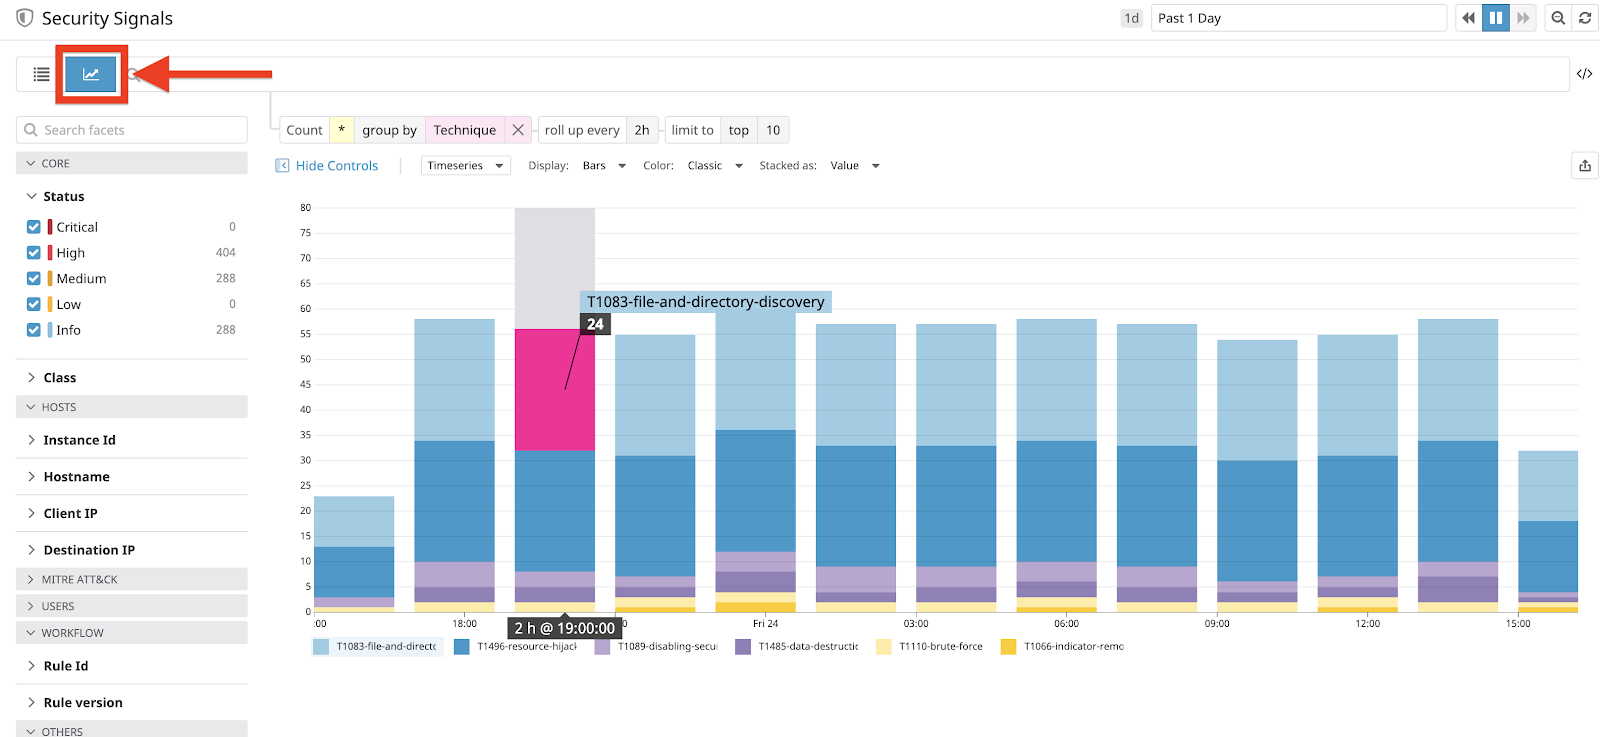 Security Signals
1d Past 1 Day
</>
Count * group by Technique roll up every 2h limit to top 10
Search facets
CORE
Hide Controls Timeseries Display: Bars Color: Classic Stacked as: Value
Status
Critical 0
High 404
Medium 288
Low 0
Info 288
Class
HOSTS
Instance Id
Hostname
Client IP
Destination IP
MITRE ATT&CK
USERS
WORKFLOW
Rule Id
Rule version
OTHERS
80
75
70
65
60
55
50
45
40
35
30
25
20
15
10
5
0
T1083-file-and-directory-discovery
24
:00 18:00 Fri 24 03:00 06:00 09:00 12:00 15:00
2 h @ 19:00:00
T1083-file-and-directo T1496-resource-hijack T1089-disabling-secur T1485-data-destructio T1110-brute-force T1066-indicator-remo